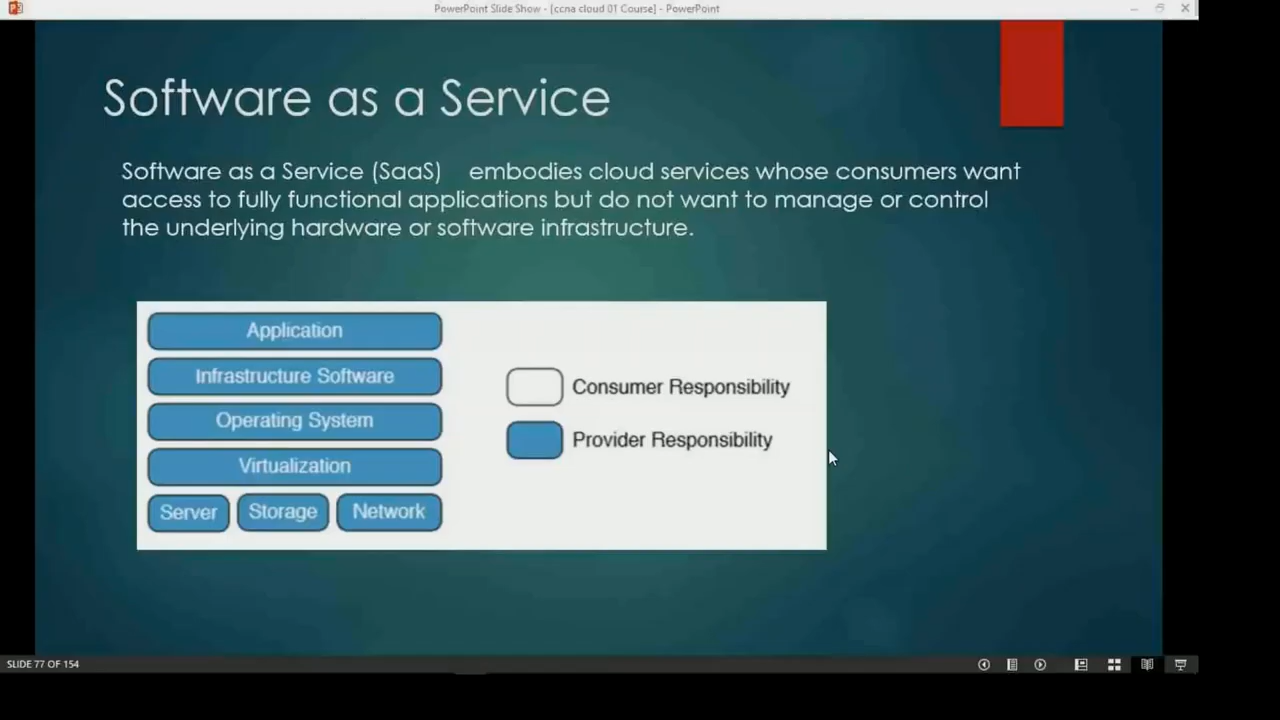 PowerPoint Slide Show - [ccna cloud 01 Course] - PowerPoint
Software as a Service
Software as a Service (SaaS) embodies cloud services whose consumers want
access to fully functional applications but do not want to manage or control
the underlying hardware or software infrastructure.
Application
Infrastructure Software
Operating System
Virtualization
Server Storage Network
Consumer Responsibility
Provider Responsibility
SLIDE 77 OF 154